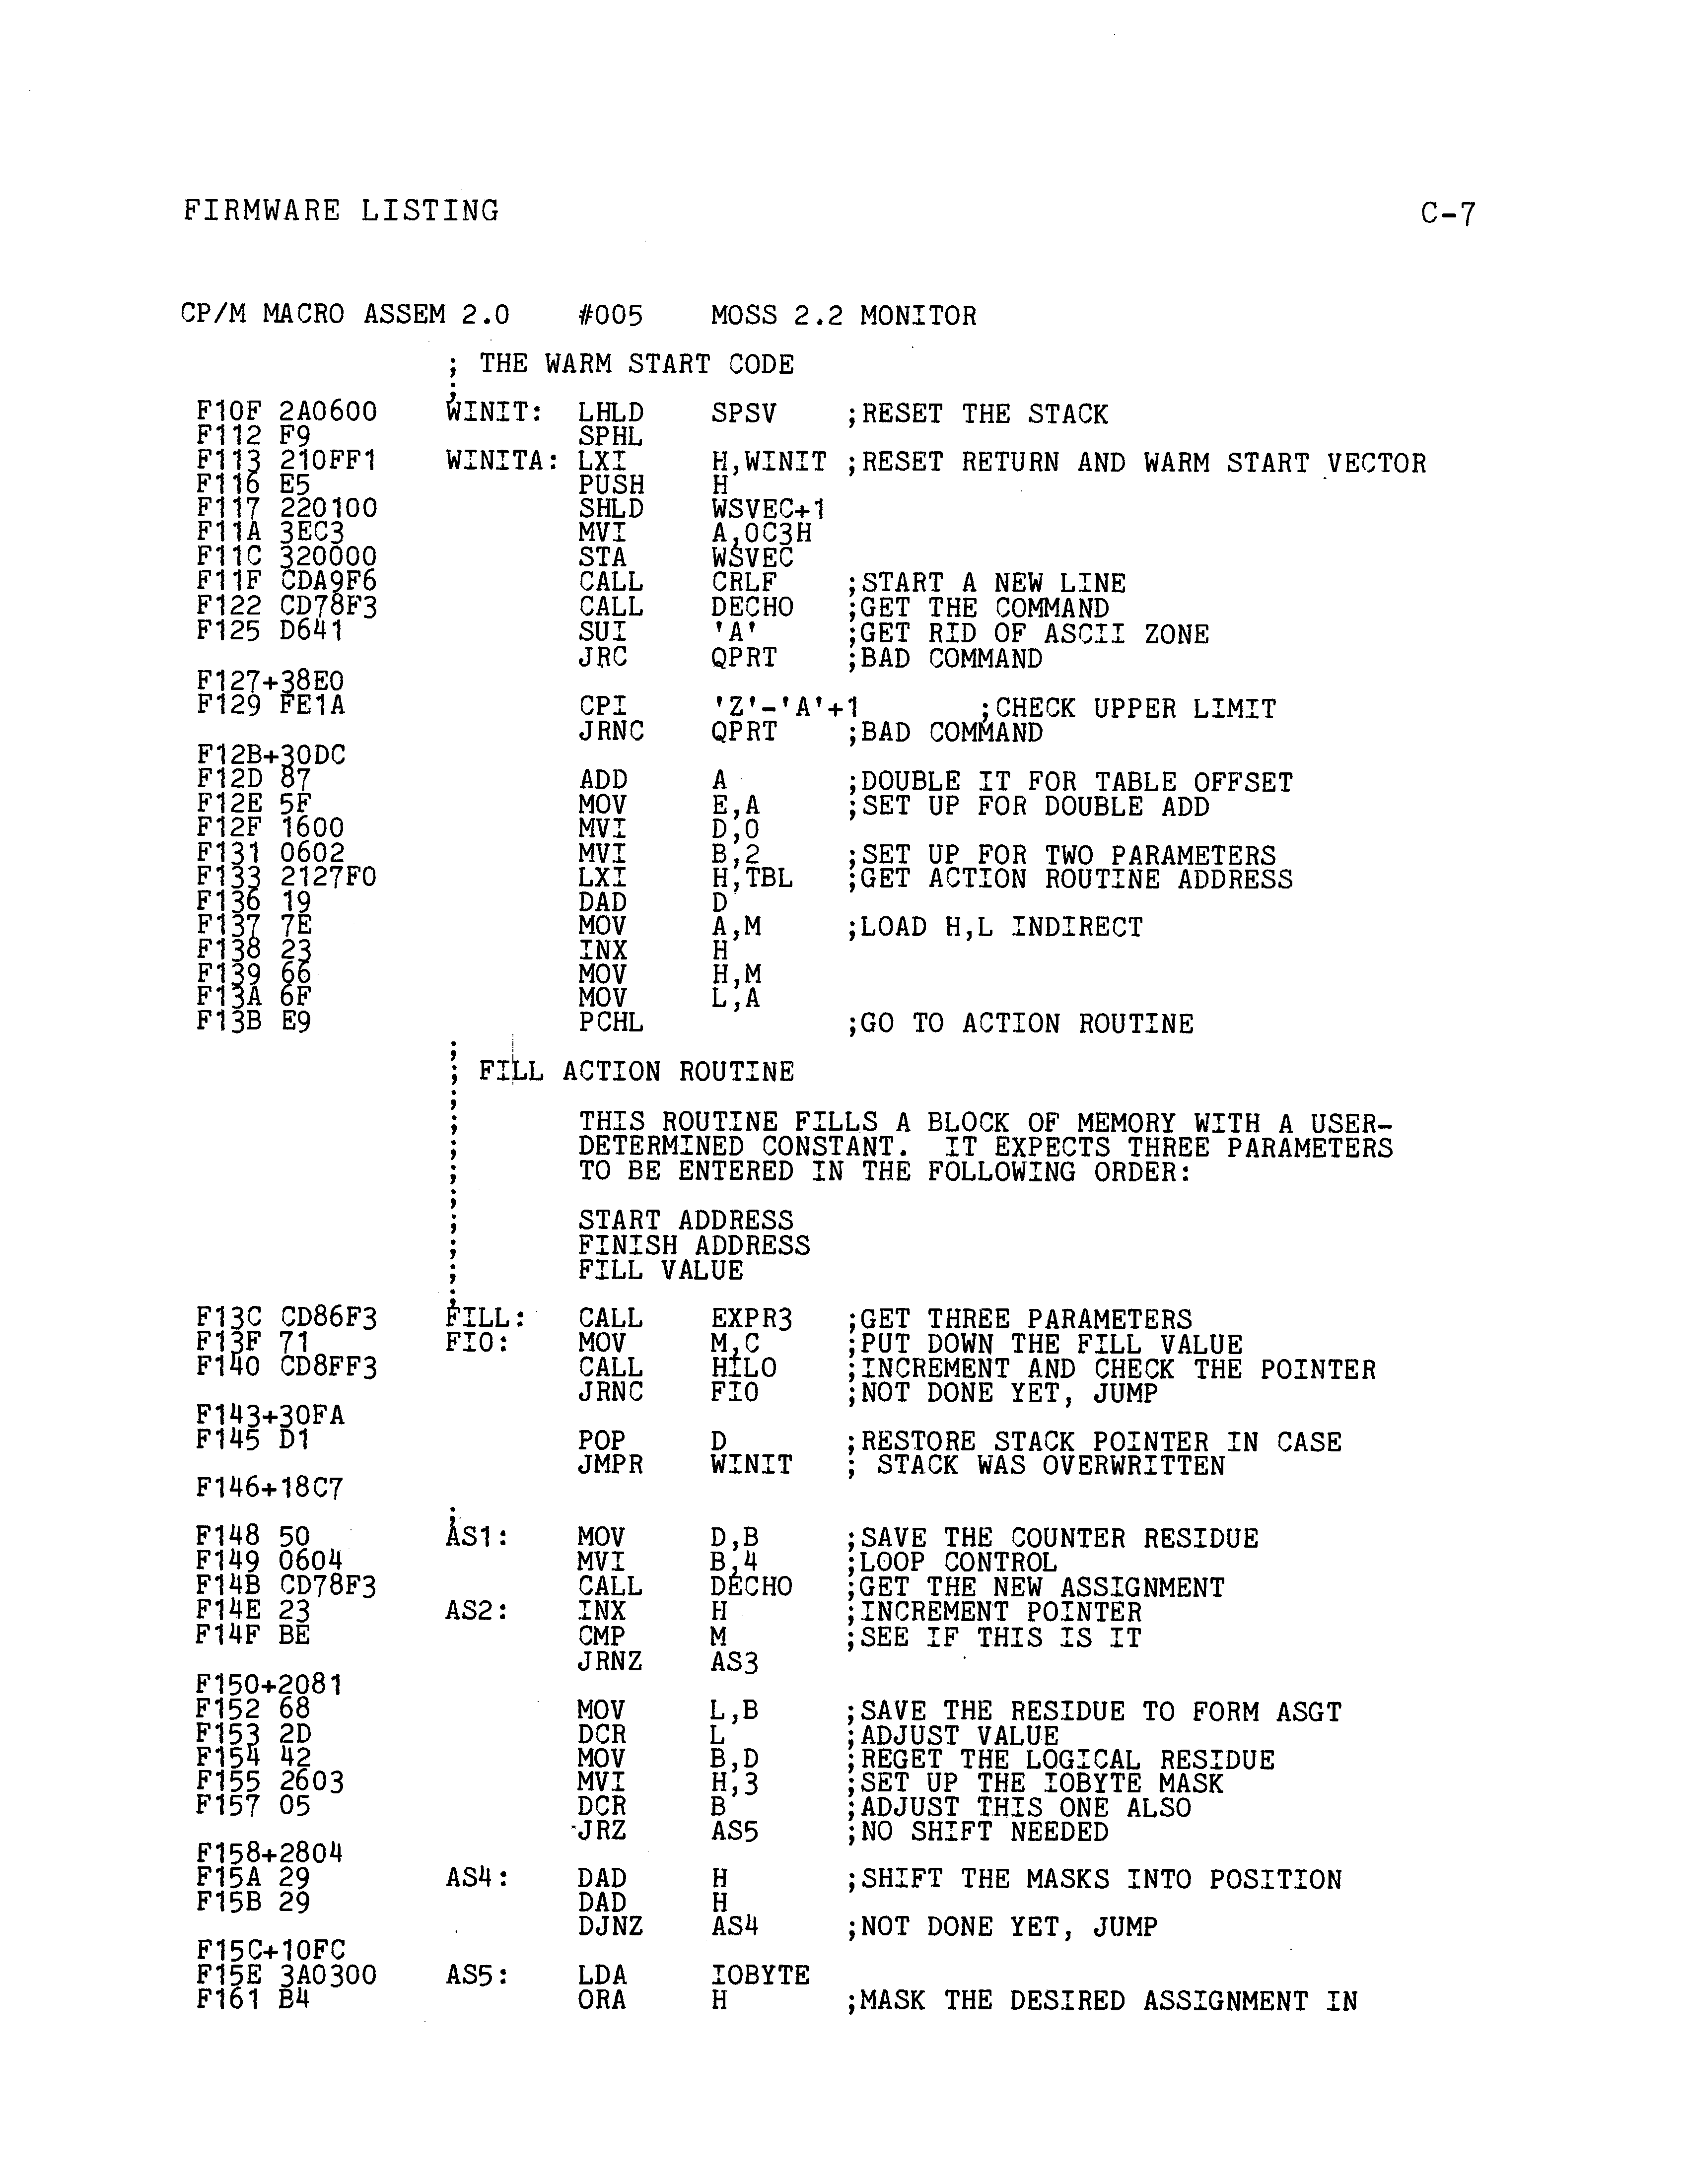 FIRMWARE LISTING C-7
CP/M MACRO ASSEM 2.0 #005 MOSS 2.2 MONITOR
; THE WARM START CODE
;
F10F 2A0600 WINIT: LHLD SPSV ;RESET THE STACK
F112 F9 SPHL
F113 210FF1 WINITA: LXI H,WINIT ;RESET RETURN AND WARM START VECTOR
F116 E5 PUSH H
F117 220100 SHLD WSVEC+1
F11A 3EC3 MVI A,0C3H
F11C 320000 STA WSVEC
F11F CDA9F6 CALL CRLF ;START A NEW LINE
F122 CD78F3 CALL DECHO ;GET THE COMMAND
F125 D641 SUI 'A' ;GET RID OF ASCII ZONE
JRC QPRT ;BAD COMMAND
F127+38E0
F129 FE1A CPI 'Z'-'A'+1 ;CHECK UPPER LIMIT
JRNC QPRT ;BAD COMMAND
F12B+30DC
F12D 87 ADD A ;DOUBLE IT FOR TABLE OFFSET
F12E 5F MOV E,A ;SET UP FOR DOUBLE ADD
F12F 1600 MVI D,0
F131 0602 MVI B,2 ;SET UP FOR TWO PARAMETERS
F133 2127F0 LXI H,TBL ;GET ACTION ROUTINE ADDRESS
F136 19 DAD D
F137 7E MOV A,M ;LOAD H,L INDIRECT
F138 23 INX H
F139 66 MOV H,M
F13A 6F MOV L,A
F13B E9 PCHL ;GO TO ACTION ROUTINE
;
; FILL ACTION ROUTINE
;
; THIS ROUTINE FILLS A BLOCK OF MEMORY WITH A USER-
; DETERMINED CONSTANT. IT EXPECTS THREE PARAMETERS
; TO BE ENTERED IN THE FOLLOWING ORDER:
;
; START ADDRESS
; FINISH ADDRESS
; FILL VALUE
;
F13C CD86F3 FILL: CALL EXPR3 ;GET THREE PARAMETERS
F13F 71 FI0: MOV M,C ;PUT DOWN THE FILL VALUE
F140 CD8FF3 CALL HILO ;INCREMENT AND CHECK THE POINTER
JRNC FI0 ;NOT DONE YET, JUMP
F143+30FA
F145 D1 POP D ;RESTORE STACK POINTER IN CASE
JMPR WINIT ; STACK WAS OVERWRITTEN
F146+18C7
;
F148 50 AS1: MOV D,B ;SAVE THE COUNTER RESIDUE
F149 0604 MVI B,4 ;LOOP CONTROL
F14B CD78F3 CALL DECHO ;GET THE NEW ASSIGNMENT
F14E 23 AS2: INX H ;INCREMENT POINTER
F14F BE CMP M ;SEE IF THIS IS IT
JRNZ AS3
F150+2081
F152 68 MOV L,B ;SAVE THE RESIDUE TO FORM ASGT
F153 2D DCR L ;ADJUST VALUE
F154 42 MOV B,D ;REGET THE LOGICAL RESIDUE
F155 2603 MVI H,3 ;SET UP THE IOBYTE MASK
F157 05 DCR B ;ADJUST THIS ONE ALSO
JRZ AS5 ;NO SHIFT NEEDED
F158+2804
F15A 29 AS4: DAD H ;SHIFT THE MASKS INTO POSITION
F15B 29 DAD H
DJNZ AS4 ;NOT DONE YET, JUMP
F15C+10FC
F15E 3A0300 AS5: LDA IOBYTE
F161 B4 ORA H ;MASK THE DESIRED ASSIGNMENT IN